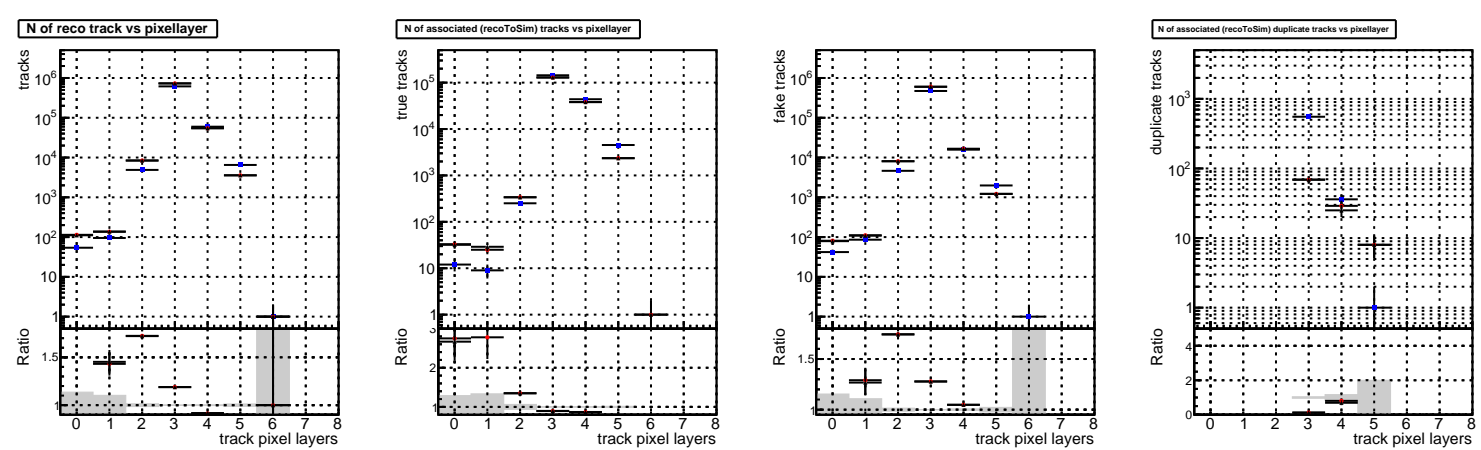 N of reco track vs pixellayer
tracks
10^6
10^5
10^4
10^3
10^2
10
1
Ratio
1.5
1
0 1 2 3 4 5 6 7 8
track pixel layers
N of associated (recoToSim) tracks vs pixellayer
true tracks
10^5
10^4
10^3
10^2
10
1
Ratio
3
2
1
0 1 2 3 4 5 6 7 8
track pixel layers
fake tracks
10^6
10^5
10^4
10^3
10^2
10
1
Ratio
1.5
1
0 1 2 3 4 5 6 7 8
track pixel layers
N of associated (recoToSim) duplicate tracks vs pixellayer
duplicate tracks
10^3
10^2
10
1
Ratio
4
2
0
0 1 2 3 4 5 6 7 8
track pixel layers